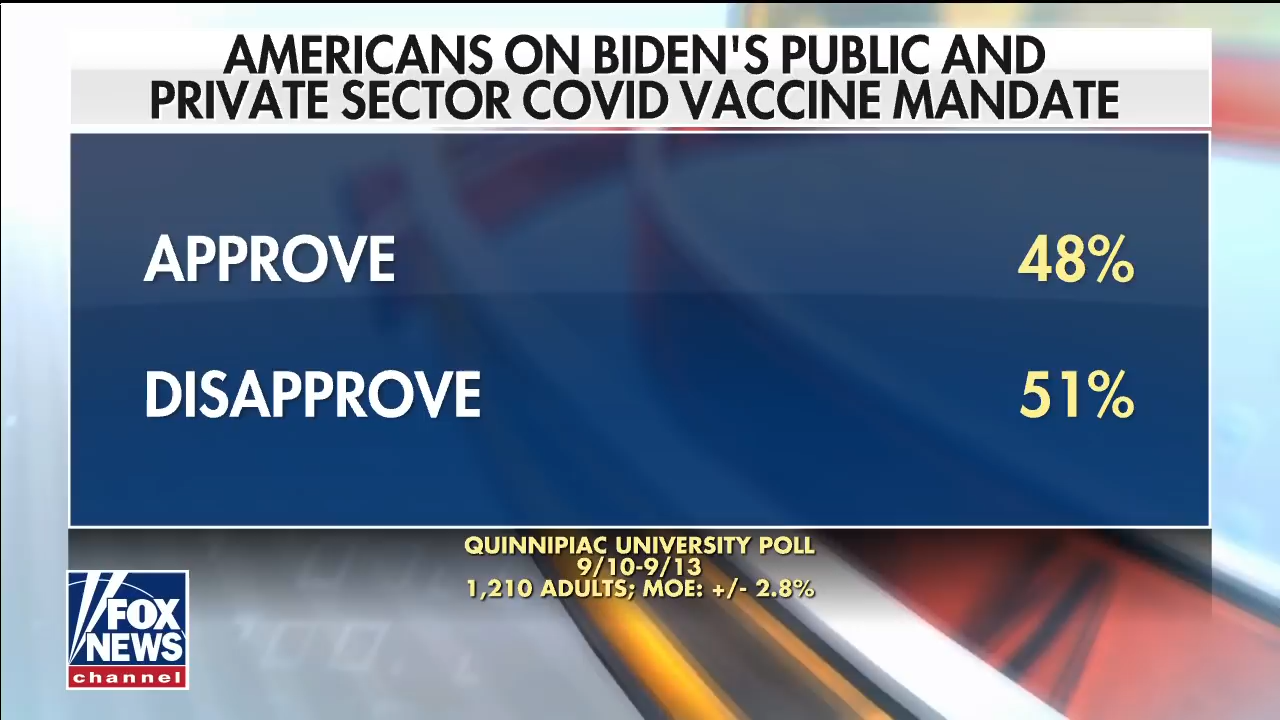 AMERICANS ON BIDEN'S PUBLIC AND
PRIVATE SECTOR COVID VACCINE MANDATE
APPROVE 48%
DISAPPROVE 51%
QUINNIPIAC UNIVERSITY POLL
9/10-9/13
1,210 ADULTS; MOE: +/- 2.8%
FOX
NEWS
channel